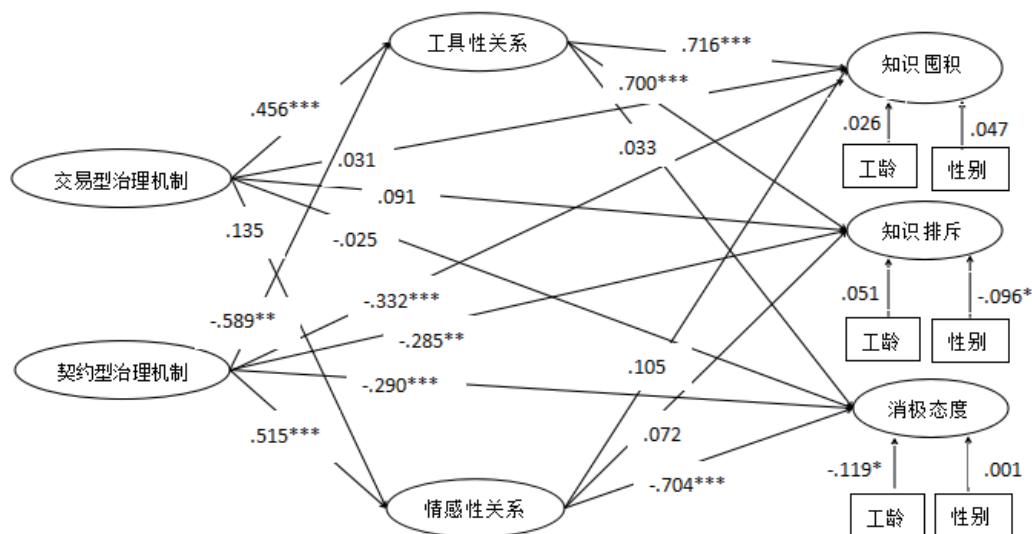 工具性关系
.716***
知识囤积
.700***
.456***
.026
.047
.033
工龄
性别
.031
交易型治理机制
.091
.135
-.025
知识排斥
.051
-.096*
-.332***
-.589**
-.285**
工龄
性别
契约型治理机制
.105
-.290***
消极态度
.515***
.072
-.119*
.001
-.704***
情感性关系
工龄
性别